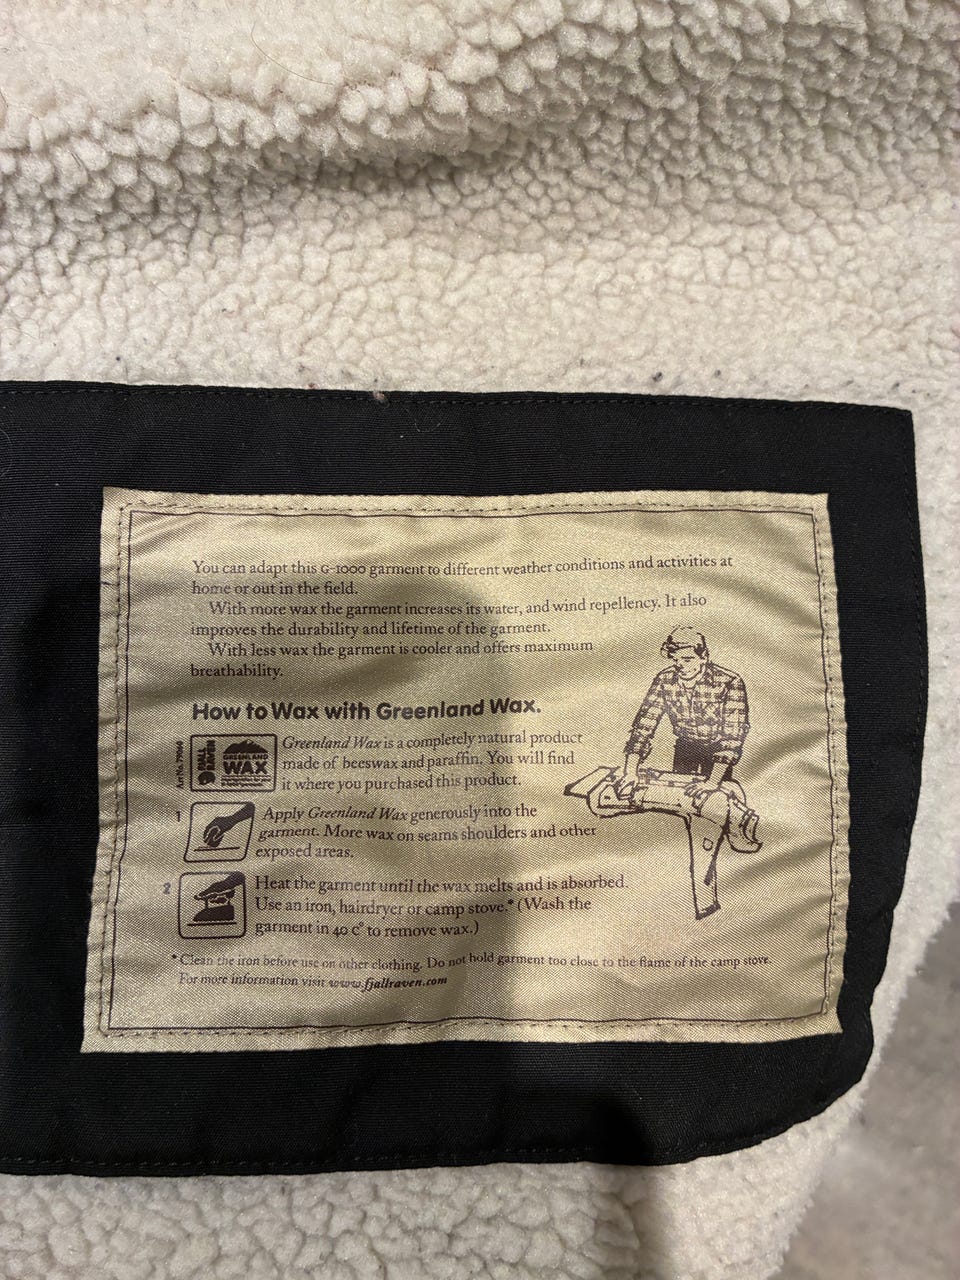 You can adapt this G-1000 garment to different weather conditions and activities at
home or out in the field.
With more wax the garment increases its water, and wind repellency. It also
improves the durability and lifetime of the garment.
With less wax the garment is cooler and offers maximum
breathability.
How to Wax with Greenland Wax.
Greenland Wax is a completely natural product
made of beeswax and paraffin. You will find
it where you purchased this product.
GREENLAND
WAX
1
Apply Greenland Wax generously into the
garment. More wax on seams shoulders and other
exposed areas.
2
Heat the garment until the wax melts and is absorbed.
Use an iron, hairdryer or camp stove.* (Wash the
garment in 40 c° to remove wax.)
* Clean the iron before use on other clothing. Do not hold garment too close to the flame of the camp stove.
For more information visit www.fjallraven.com